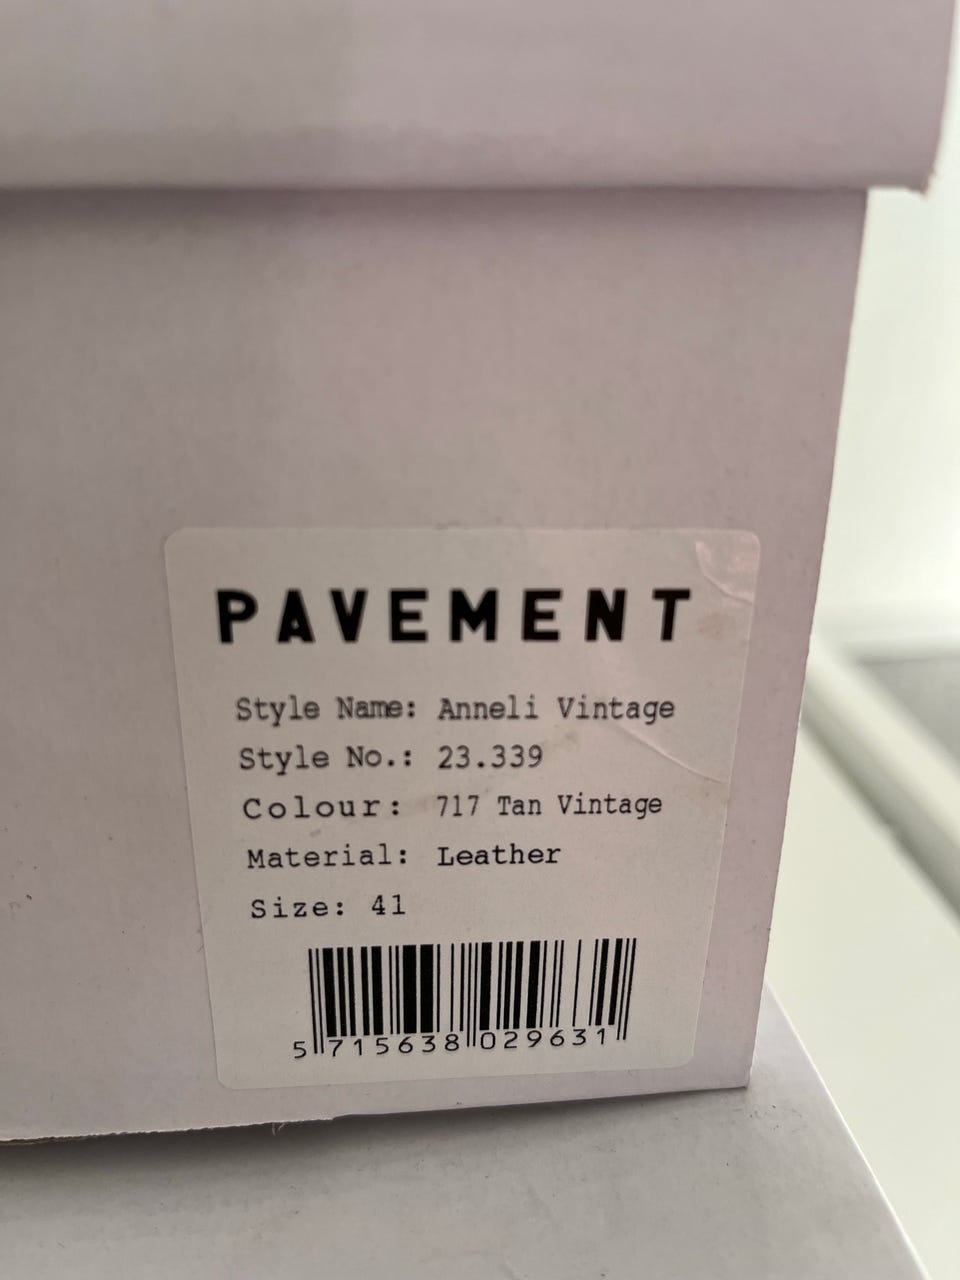 PAVEMENT
Style Name: Anneli Vintage
Style No.: 23.339
Colour: 717 Tan Vintage
Material: Leather
Size: 41
5 715638 029631